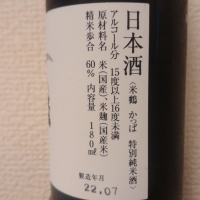 日本酒
〈米鶴 かっぱ 特別純米酒〉
アルコール分 15度以上16度未満
原材料名 米(国産)、米麹(国産米)
精米歩合 60% 内容量 180㎖
製造年月
22.07